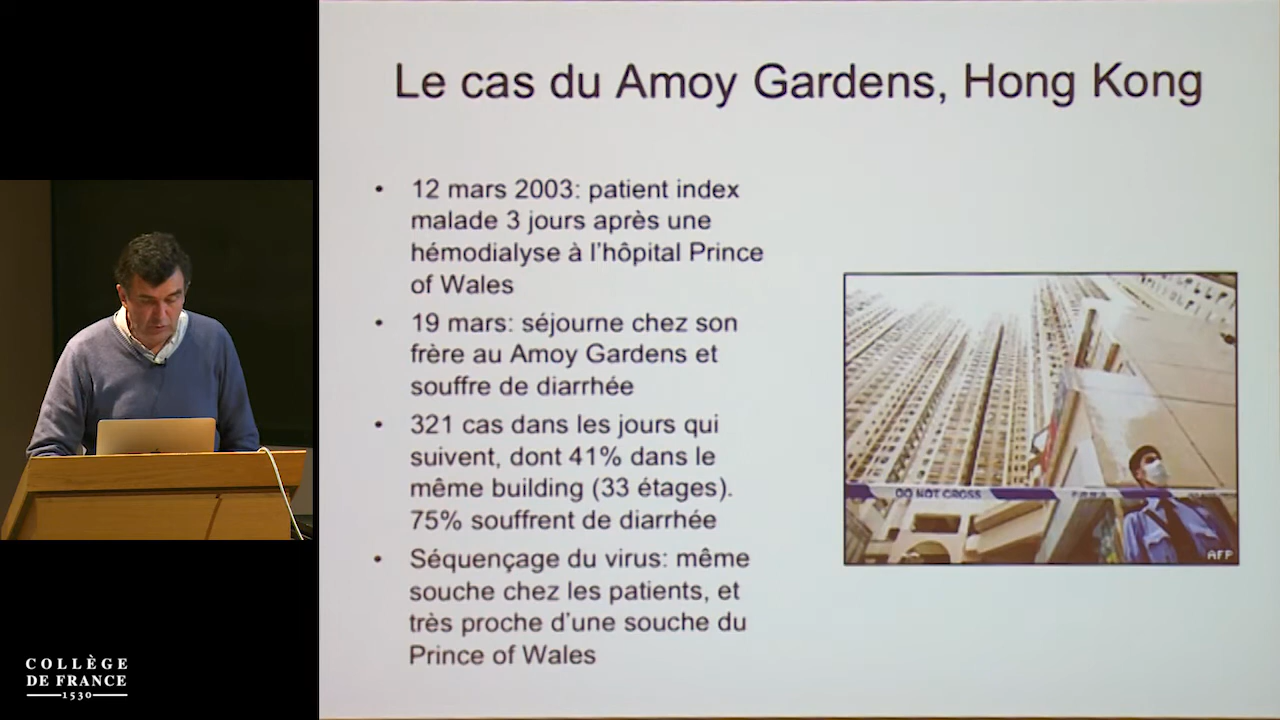 Le cas du Amoy Gardens, Hong Kong
• 12 mars 2003: patient index
malade 3 jours après une
hémodialyse à l'hôpital Prince
of Wales
• 19 mars: séjourne chez son
frère au Amoy Gardens et
souffre de diarrhée
• 321 cas dans les jours qui
suivent, dont 41% dans le
même building (33 étages).
75% souffrent de diarrhée
• Séquençage du virus: même
souche chez les patients, et
très proche d'une souche du
Prince of Wales
DO NOT CROSS
AFP
COLLÈGE
DE FRANCE
1530